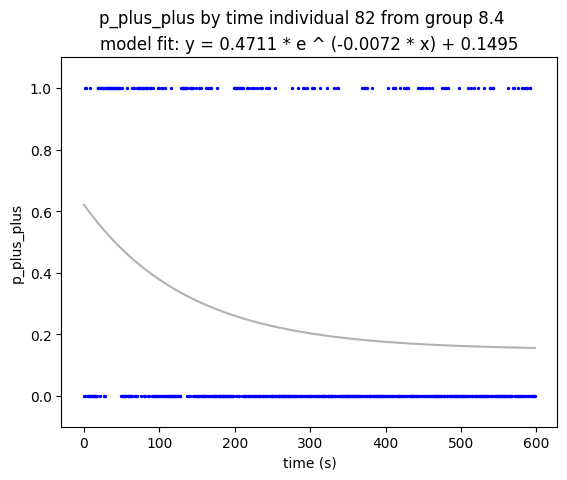 p_plus_plus by time individual 82 from group 8.4
model fit: y = 0.4711 * e ^ (-0.0072 * x) + 0.1495
1.0
0.8
0.6
0.4
0.2
0.0
p_plus_plus
0 100 200 300 400 500 600
time (s)